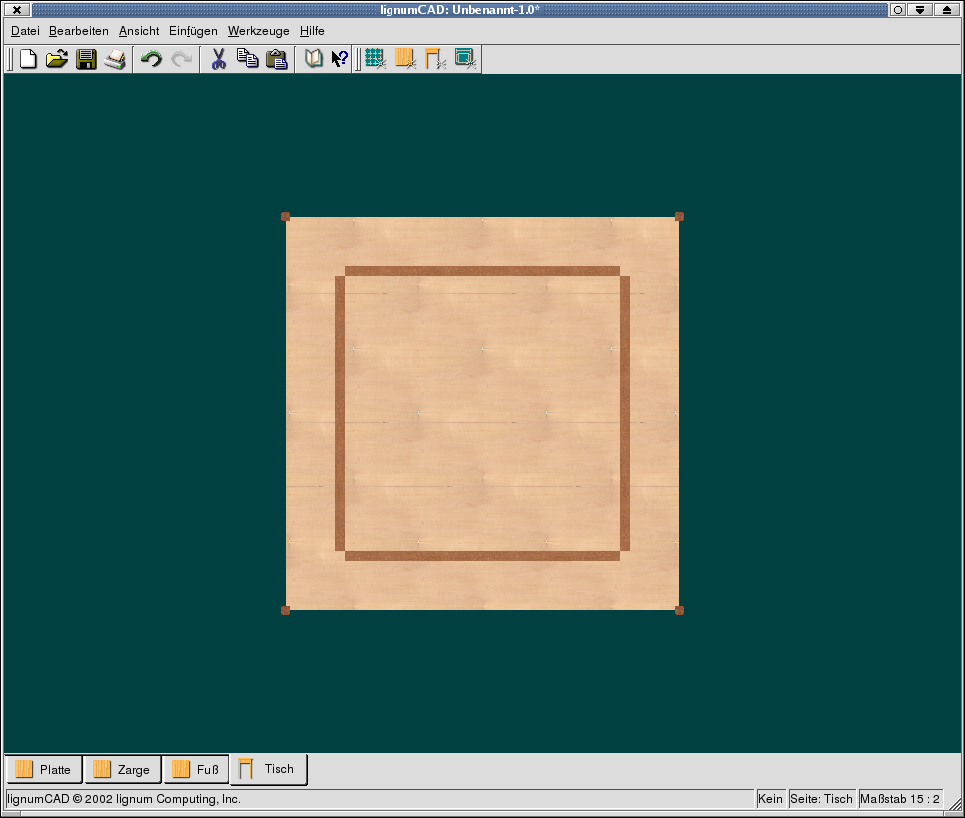 lignumCAD: Unbenannt-1.0*
Datei Bearbeiten Ansicht Einfügen Werkzeuge Hilfe
Platte Zarge Fuß Tisch
lignumCAD © 2002 lignum Computing, Inc. Kein Seite: Tisch Maßstab 15 : 2